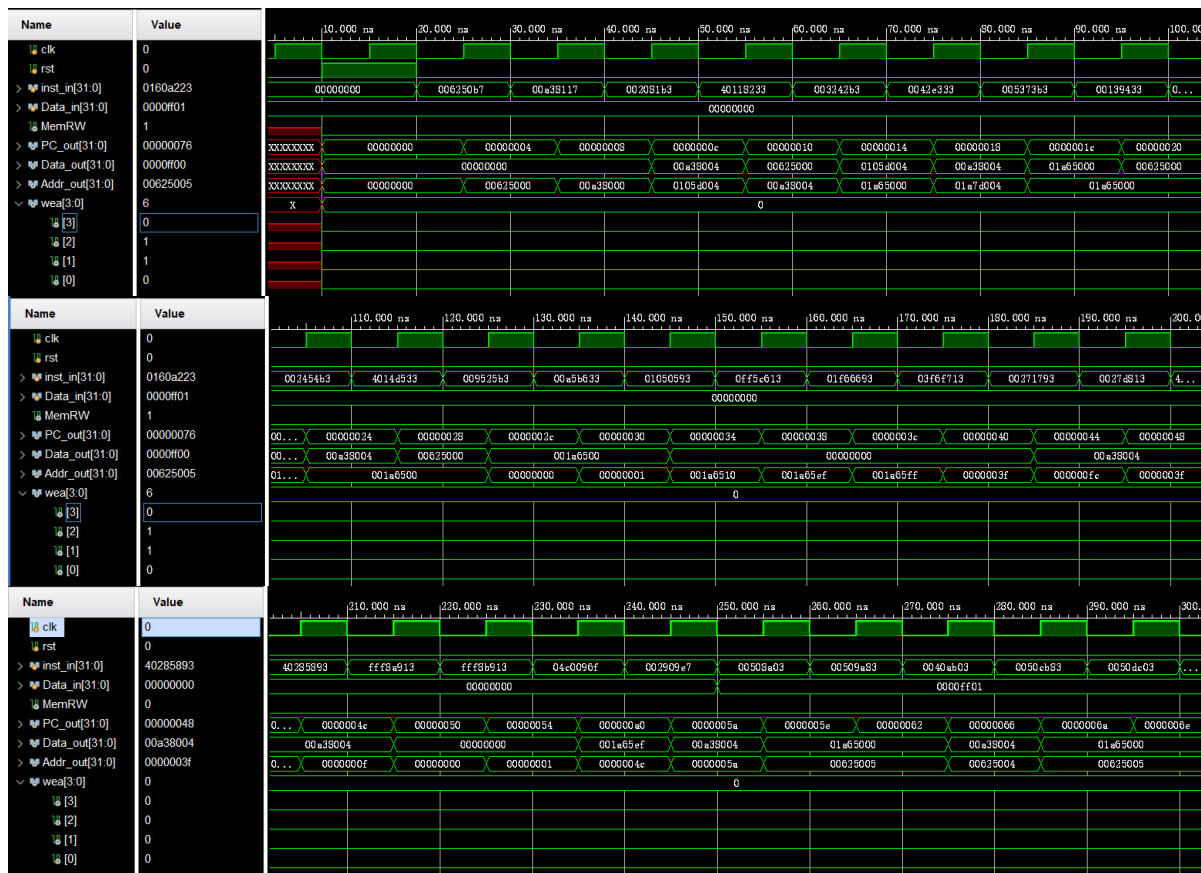 Name Value 10.000 ns 20.000 ns 30.000 ns 40.000 ns 50.000 ns 60.000 ns 70.000 ns 80.000 ns 90.000 ns 100.0
clk 0
rst 0
inst_in[31:0] 0160a223 00000000 006250b7 00a38117 002081b3 40118233 003242b3 0042e333 005373b3 00139433 0...
Data_in[31:0] 0000ff01 00000000
MemRW 1
PC_out[31:0] 00000076 XXXXXXXX 00000000 00000004 00000008 0000000c 00000010 00000014 00000018 0000001c 00000020
Data_out[31:0] 0000ff00 XXXXXXXX 00000000 00a38004 00625000 0105d004 00a38004 01a65000 00625000
Addr_out[31:0] 00625005 XXXXXXXX 00000000 00625000 00a38000 0105d004 00a38004 01a65000 01a7d004 01a65000
wea[3:0] 6 X 0
[3] 0
[2] 1
[1] 1
[0] 0
Name Value 110.000 ns 120.000 ns 130.000 ns 140.000 ns 150.000 ns 160.000 ns 170.000 ns 180.000 ns 190.000 ns 200.0
clk 0
rst 0
inst_in[31:0] 0160a223 002454b3 4014d533 009525b3 00a5b633 01050593 0ff5c613 01f66693 03f6f713 00271793 0027d813 4...
Data_in[31:0] 0000ff01 00000000
MemRW 1
PC_out[31:0] 00000076 00... 00000024 00000028 0000002c 00000030 00000034 00000038 0000003c 00000040 00000044 00000048
Data_out[31:0] 0000ff00 00... 00a38004 00625000 001a6500 00000000 00a38004
Addr_out[31:0] 00625005 01... 001a6500 00000000 00000001 001a6510 001a65ef 001a65ff 0000003f 000000fc 0000003f
wea[3:0] 6 0
[3] 0
[2] 1
[1] 1
[0] 0
Name Value 210.000 ns 220.000 ns 230.000 ns 240.000 ns 250.000 ns 260.000 ns 270.000 ns 280.000 ns 290.000 ns 300.
clk 0
rst 0
inst_in[31:0] 40285893 40285893 fff8a913 fff8b913 04c0096f 002909e7 00508a03 00509a83 0040ab03 0050cb83 0050dc03 ...
Data_in[31:0] 00000000 00000000 0000ff01
MemRW 0
PC_out[31:0] 00000048 0... 0000004c 00000050 00000054 000000a0 0000005a 0000005e 00000062 00000066 0000006a 0000006e
Data_out[31:0] 00a38004 00a38004 00000000 001a65ef 00a38004 01a65000 00a38004 01a65000
Addr_out[31:0] 0000003f 0... 0000000f 00000000 00000001 0000004c 0000005a 00625005 00625004 00625005
wea[3:0] 0 0
[3] 0
[2] 0
[1] 0
[0] 0